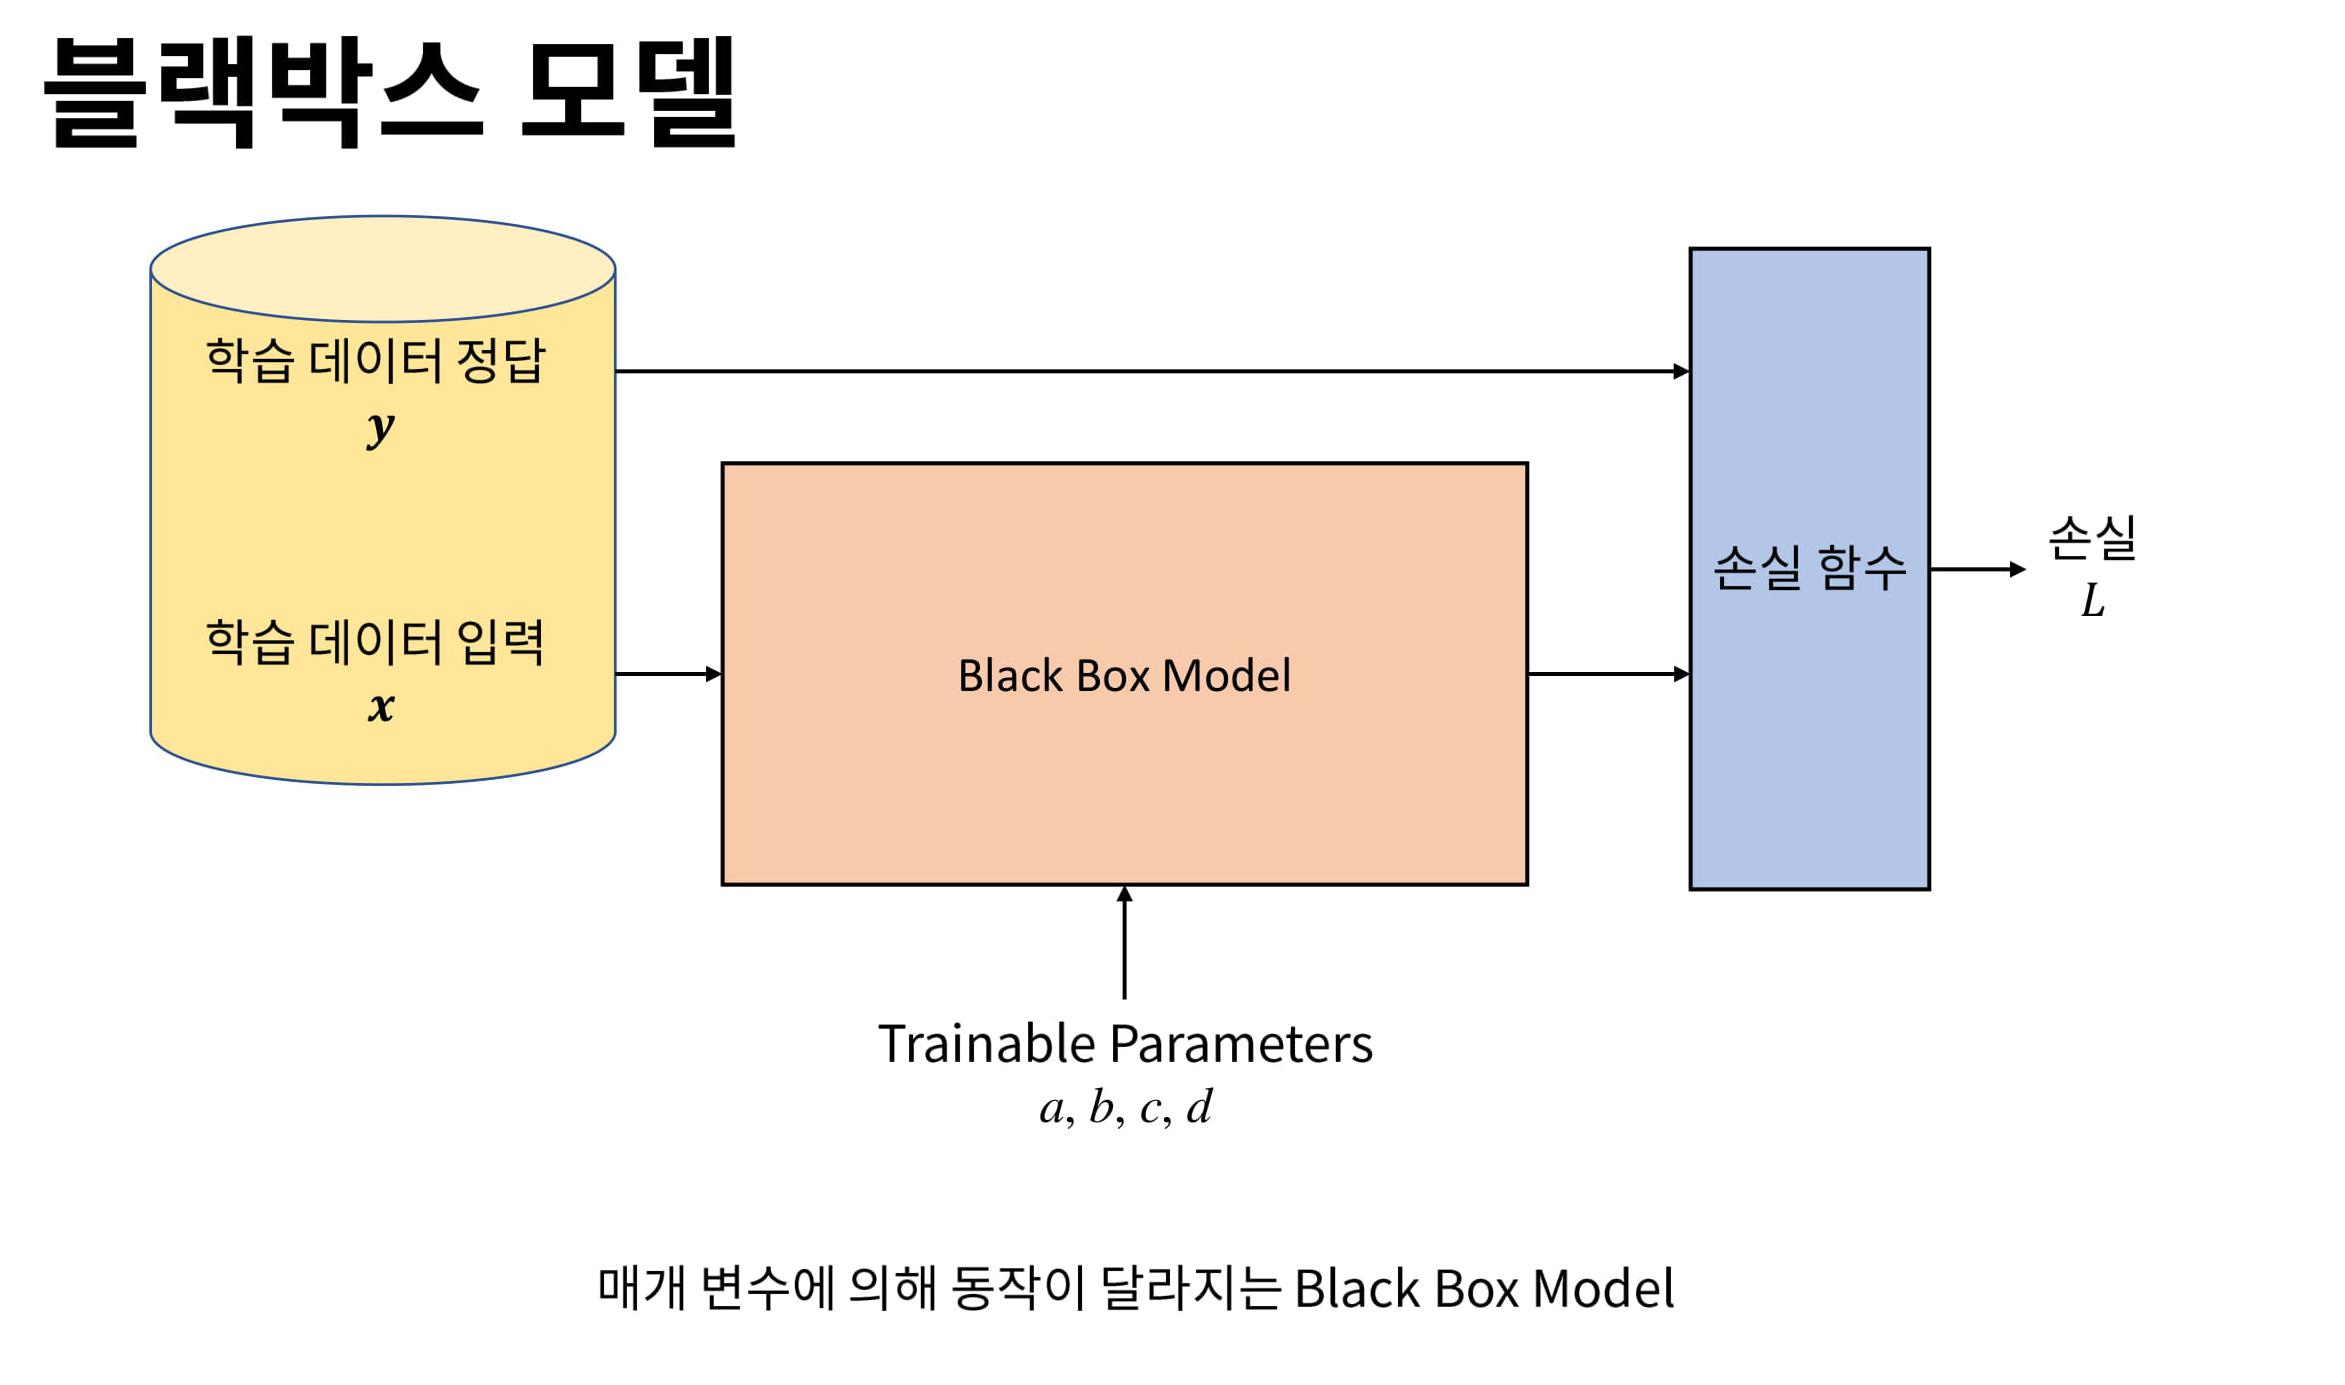 블랙박스 모델
학습 데이터 정답
y
학습 데이터 입력
x
Black Box Model
손실 함수
손실
L
Trainable Parameters
a, b, c, d
매개 변수에 의해 동작이 달라지는 Black Box Model